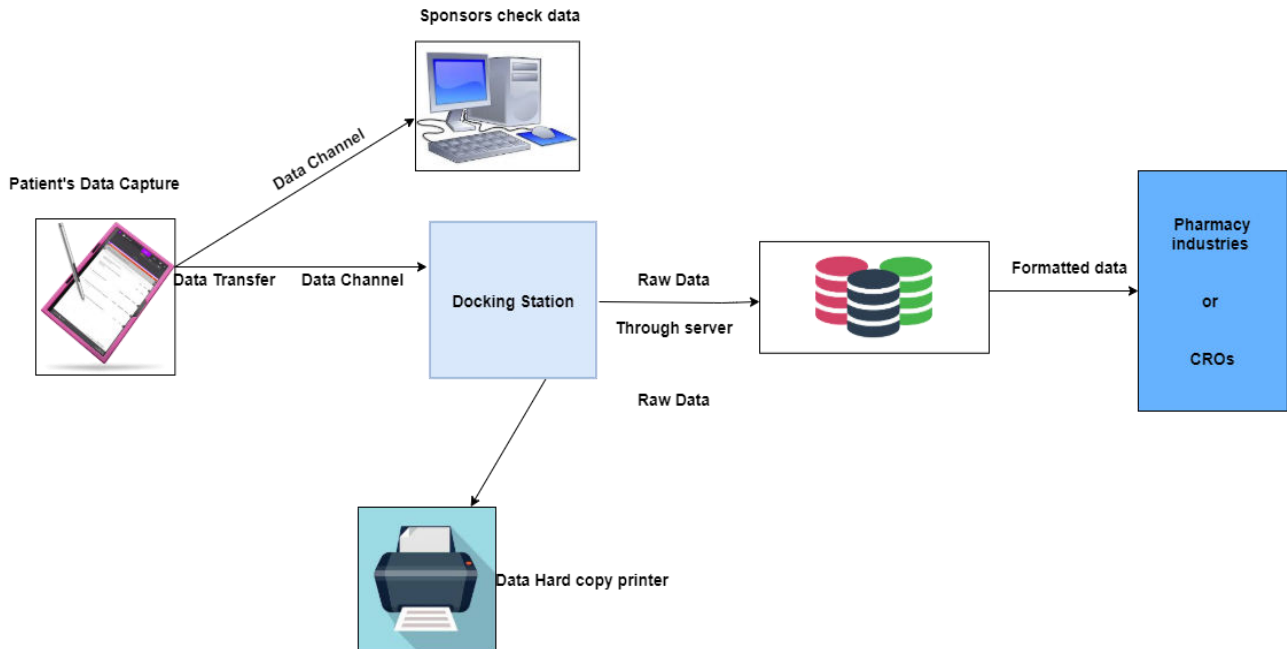 Sponsors check data
Data Channel
Patient's Data Capture
Data Transfer
Data Channel
Docking Station
Raw Data
Through server
Raw Data
Formatted data
Pharmacy
industries
or
CROs
Data Hard copy printer